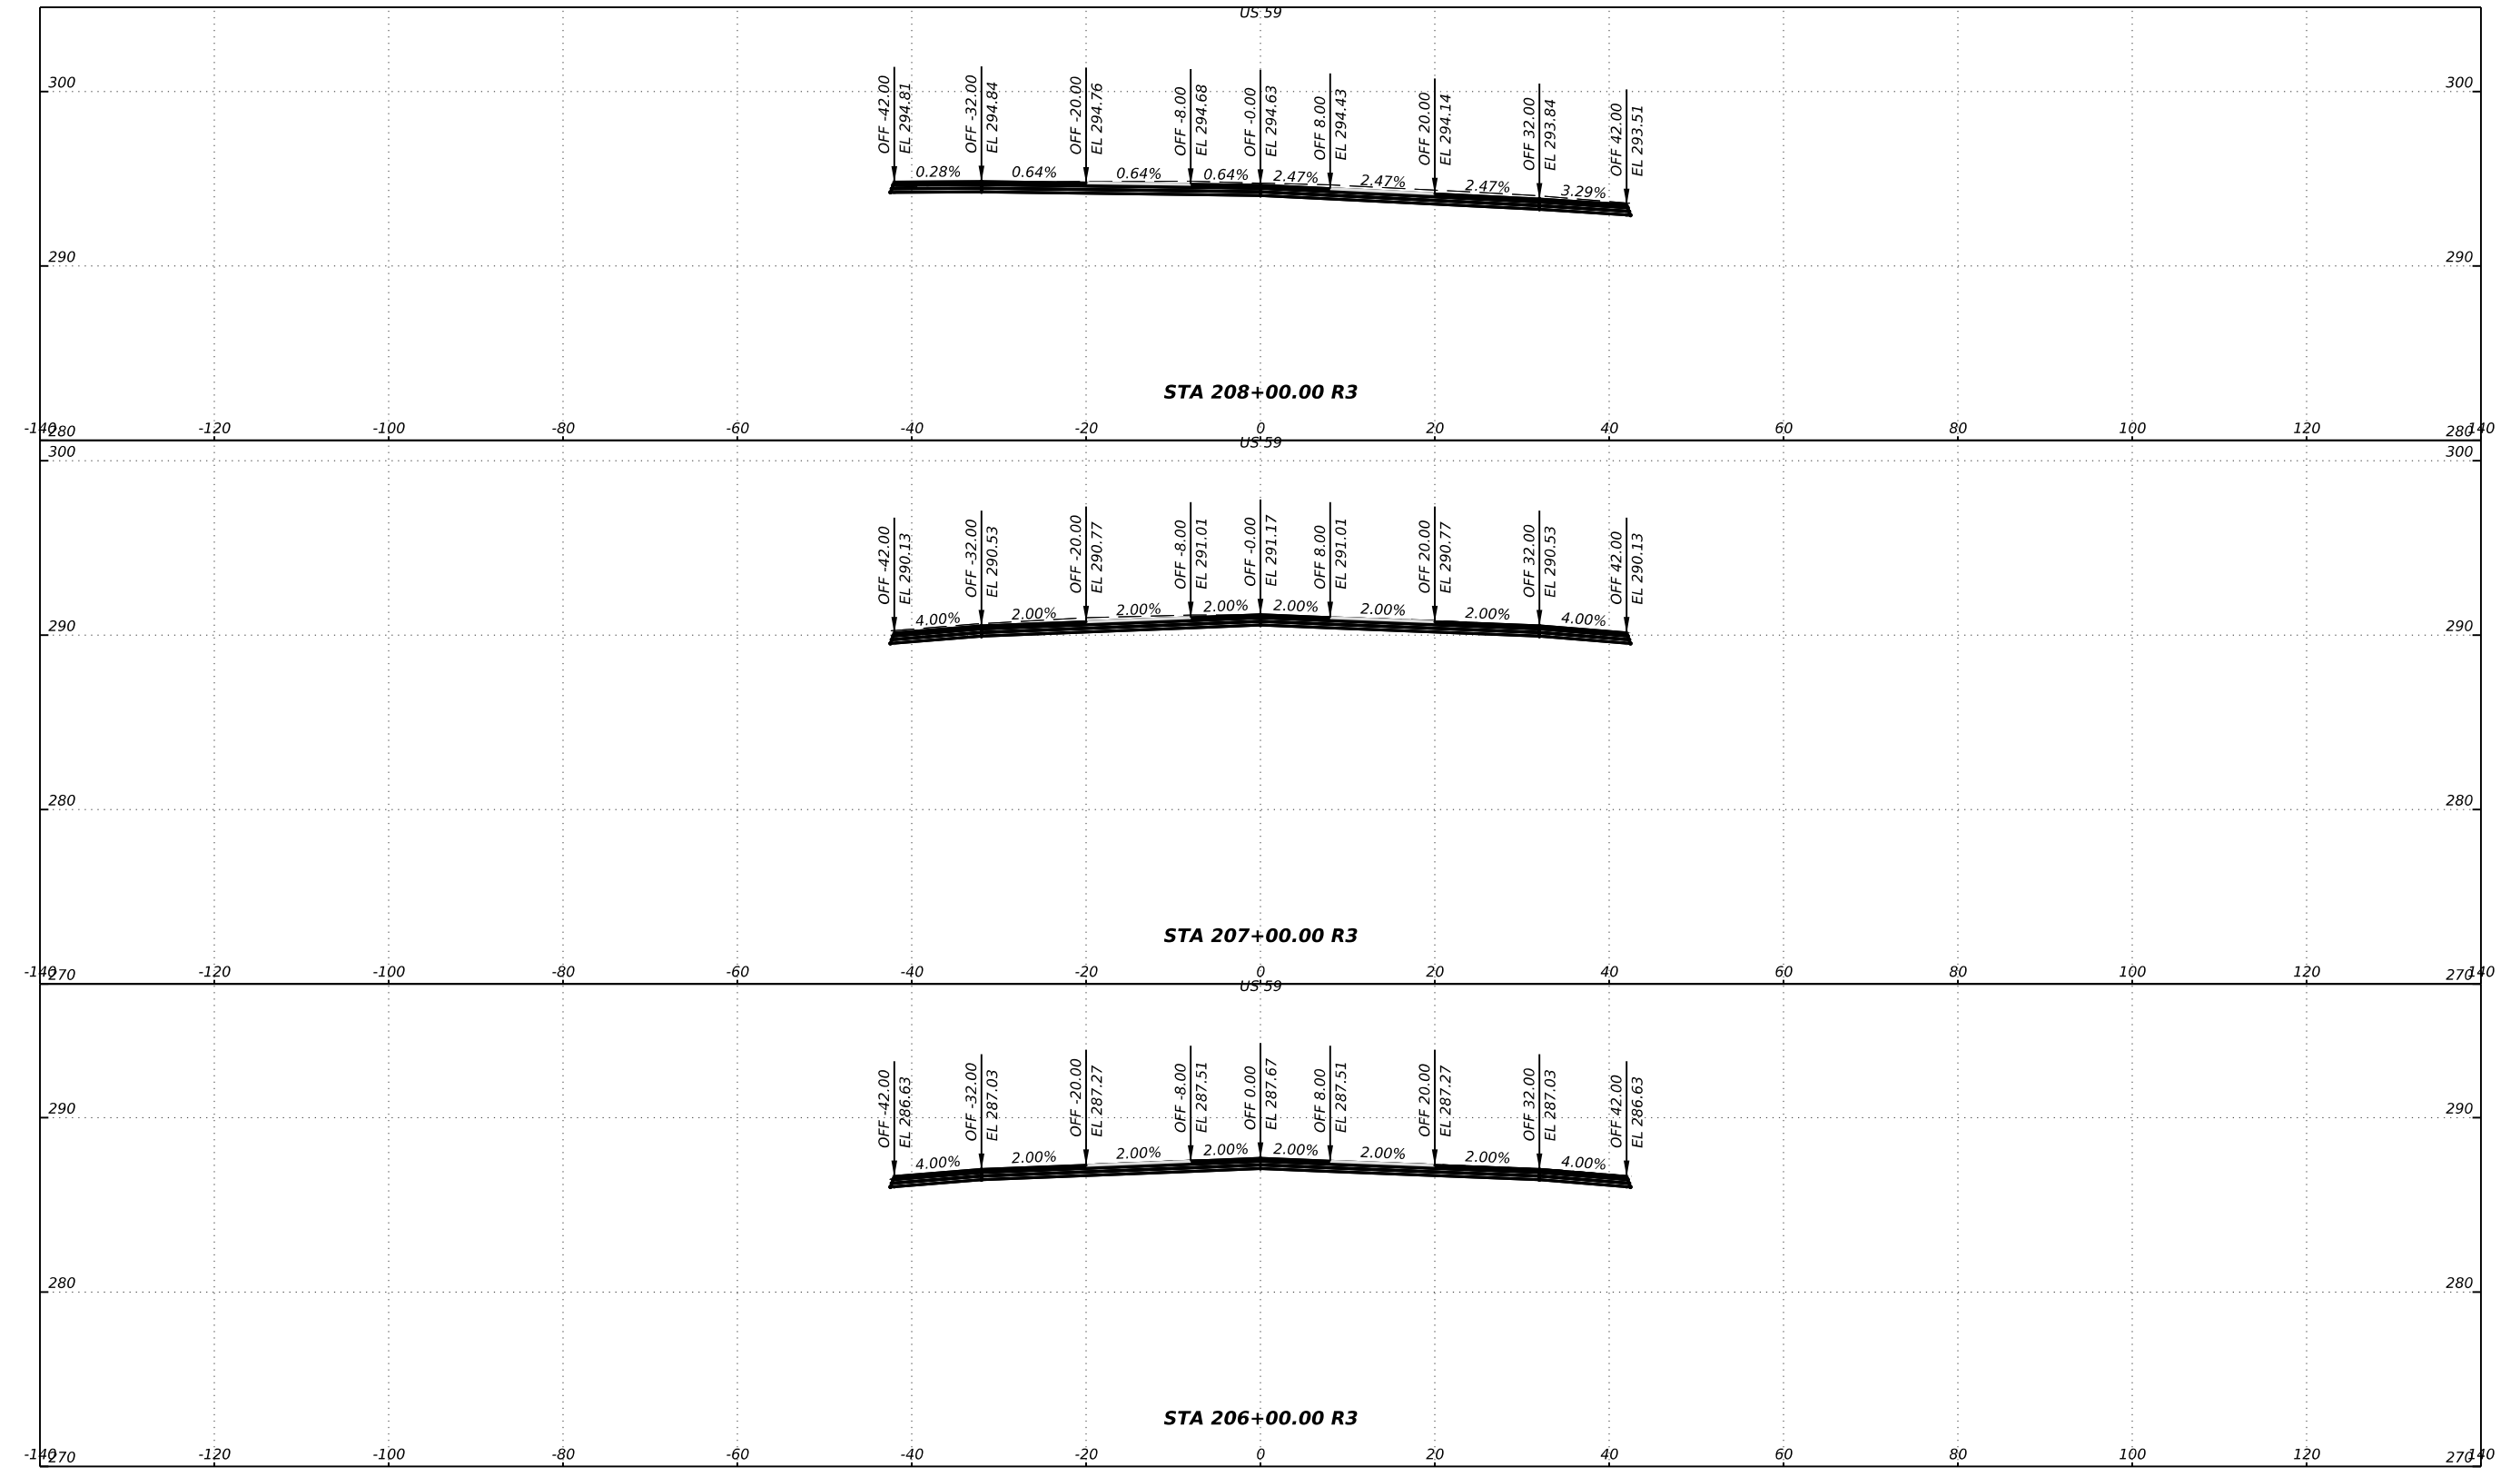 US 59
300 300
OFF -42.00
EL 294.81
OFF -32.00
EL 294.84
OFF -20.00
EL 294.76
OFF -8.00
EL 294.68
OFF -0.00
EL 294.63
OFF 8.00
EL 294.43
OFF 20.00
EL 294.14
OFF 32.00
EL 293.84
OFF 42.00
EL 293.51
0.28% 0.64% 0.64% 0.64% 2.47% 2.47% 2.47% 3.29%
290 290
STA 208+00.00 R3
-140 -120 -100 -80 -60 -40 -20 0 20 40 60 80 100 120 140
280 280
US 59
300 300
OFF -42.00
EL 290.13
OFF -32.00
EL 290.53
OFF -20.00
EL 290.77
OFF -8.00
EL 291.01
OFF -0.00
EL 291.17
OFF 8.00
EL 291.01
OFF 20.00
EL 290.77
OFF 32.00
EL 290.53
OFF 42.00
EL 290.13
4.00% 2.00% 2.00% 2.00% 2.00% 2.00% 2.00% 4.00%
290 290
280 280
STA 207+00.00 R3
-140 -120 -100 -80 -60 -40 -20 0 20 40 60 80 100 120 140
270 270
US 59
OFF -42.00
EL 286.63
OFF -32.00
EL 287.03
OFF -20.00
EL 287.27
OFF -8.00
EL 287.51
OFF 0.00
EL 287.67
OFF 8.00
EL 287.51
OFF 20.00
EL 287.27
OFF 32.00
EL 287.03
OFF 42.00
EL 286.63
290 290
4.00% 2.00% 2.00% 2.00% 2.00% 2.00% 2.00% 4.00%
280 280
STA 206+00.00 R3
-140 -120 -100 -80 -60 -40 -20 0 20 40 60 80 100 120 140
270 270